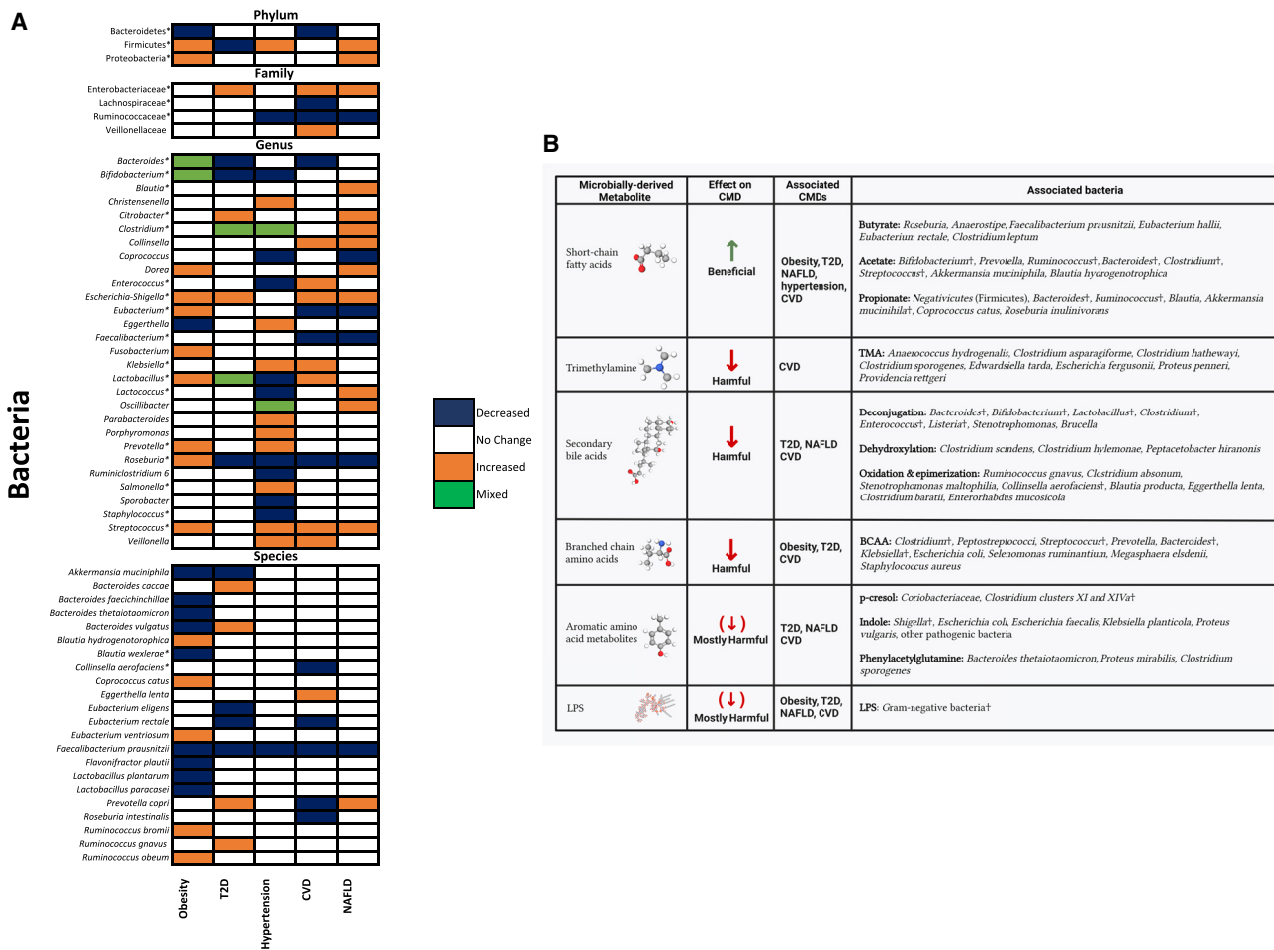 A
Phylum
Bacteroidetes*
Firmicutes*
Proteobacteria*
Family
Enterobacteriaceae*
Lachnospiraceae*
Ruminococcaceae*
Veillonellaceae
Genus
Bacteroides*
Bifidobacterium*
Blautia*
Christensenella
Citrobacter*
Clostridium*
Collinsella
Coprococcus
Dorea
Enterococcus*
Escherichia-Shigella*
Eubacterium*
Eggerthella
Faecalibacterium*
Fusobacterium
Klebsiella*
Lactobacillus*
Lactococcus*
Oscillibacter
Parabacteroides
Porphyromonas
Prevotella*
Roseburia*
Ruminiclostridium 6
Salmonella*
Sporobacter
Staphylococcus*
Streptococcus*
Veillonella
Species
Akkermansia muciniphila
Bacteroides caccae
Bacteroides faecichinchillae
Bacteroides thetaiotaomicron
Bacteroides vulgatus
Blautia hydrogenotorophica
Blautia wexlerae*
Collinsella aerofaciens*
Coprococcus catus
Eggerthella lenta
Eubacterium eligens
Eubacterium rectale
Eubacterium ventriosum
Faecalibacterium prausnitzii
Flavonifractor plautii
Lactobacillus plantarum
Lactobacillus paracasei
Prevotella copri
Roseburia intestinalis
Ruminococcus bromii
Ruminococcus gnavus
Ruminococcus obeum
Bacteria
Obesity
T2D
Hypertension
CVD
NAFLD
Decreased
No Change
Increased
Mixed
B
Microbially-derived
Metabolite
Effect on
CMD
Associated
CMDs
Associated bacteria
Short-chain
fatty acids
Beneficial
Obesity, T2D,
NAFLD,
hypertension,
CVD
Butyrate: Roseburia, Anaerostipe, Faecalibacterium prausnitzii, Eubacterium hallii,
Eubacterium rectale, Clostridium leptum
Acetate: Bifidobacterium†, Prevotella, Ruminococcus†, Bacteroides†, Clostridium†,
Streptococcus†, Akkermansia muciniphila, Blautia hydrogenotrophica
Propionate: Negativicutes (Firmicutes), Bacteroides†, Ruminococcus†, Blautia, Akkermansia
mucinihila†, Coprococcus catus, Roseburia inulinivorans
Trimethylamine
Harmful
CVD
TMA: Anaerococcus hydrogenalis, Clostridium asparagiforme, Clostridium hathewayi,
Clostridium sporogenes, Edwardsiella tarda, Escherichia fergusonii, Proteus penneri,
Providencia rettgeri
Secondary
bile acids
Harmful
T2D, NAFLD
CVD
Deconjugation: Bacteroides†, Bifidobacterium†, Lactobacillus†, Clostridium†,
Enterococcus†, Listeria†, Stenotrophomonas, Brucella
Dehydroxylation: Clostridium scindens, Clostridium hylemonae, Peptacetobacter hiranonis
Oxidation & epimerization: Ruminococcus gnavus, Clostridium absonum,
Stenotrophomonas maltophilia, Collinsella aerofaciens†, Blautia producta, Eggerthella lenta,
Clostridium baratii, Enterorhabdus mucosicola
Branched chain
amino acids
Harmful
Obesity, T2D,
CVD
BCAA: Clostridium†, Peptostreptococci, Streptococcus†, Prevotella, Bacteroides†,
Klebsiella†, Escherichia coli, Selenomonas ruminantium, Megasphaera elsdenii,
Staphylococcus aureus
Aromatic amino
acid metabolites
(↓)
Mostly Harmful
T2D, NAFLD
CVD
p-cresol: Coriobacteriaceae, Clostridium clusters XI and XIVa†
Indole: Shigella†, Escherichia coli, Escherichia faecalis, Klebsiella planticola, Proteus
vulgaris, other pathogenic bacteria
Phenylacetylglutamine: Bacteroides thetaiotaomicron, Proteus mirabilis, Clostridium
sporogenes
LPS
(↓)
Mostly Harmful
Obesity, T2D,
NAFLD, CVD
LPS: Gram-negative bacteria†